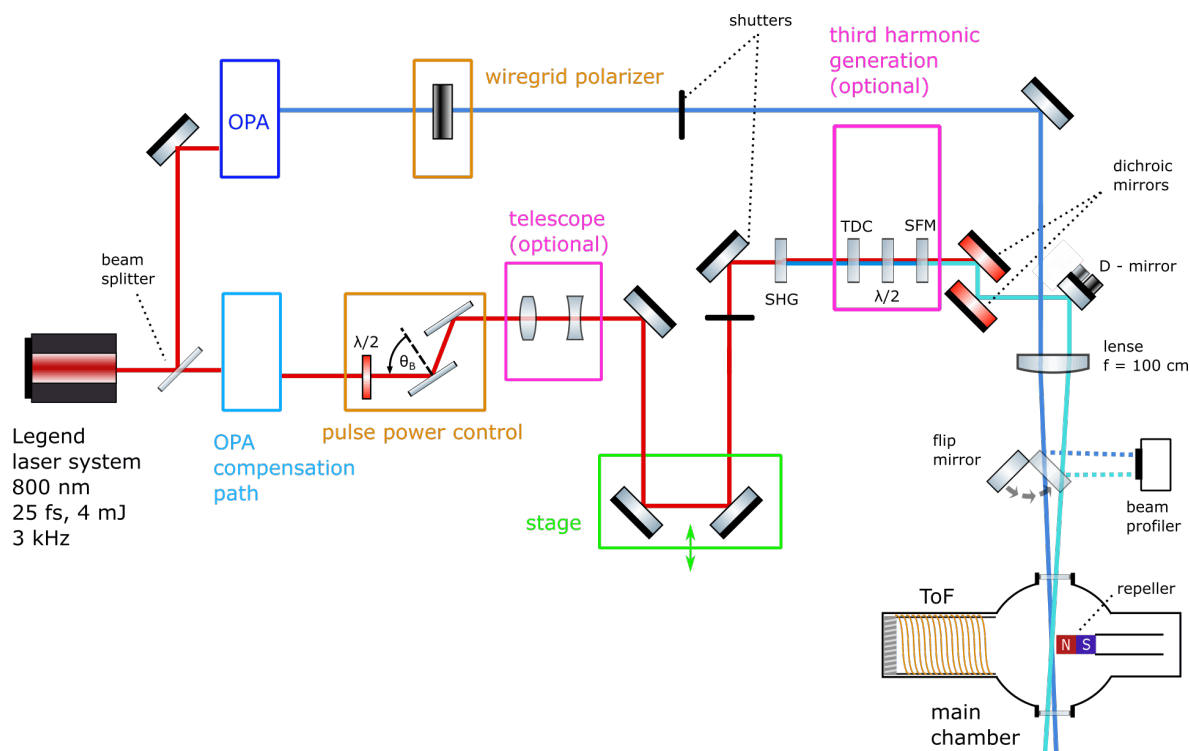 shutters
third harmonic
generation
(optional)
wiregrid polarizer
OPA
dichroic
mirrors
telescope
(optional)
TDC
SFM
beam
splitter
SHG
λ/2
D - mirror
λ/2
θB
lense
f = 100 cm
Legend
laser system
800 nm
25 fs, 4 mJ
3 kHz
OPA
compensation
path
pulse power control
flip
mirror
beam
profiler
stage
ToF
repeller
N
S
main
chamber